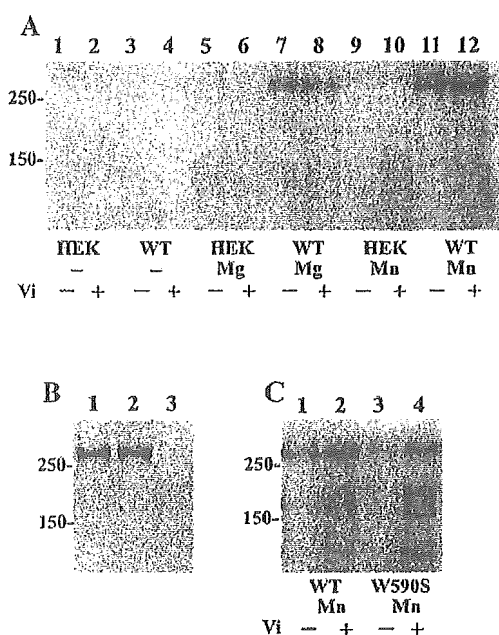 A
1 2 3 4 5 6 7 8 9 10 11 12
250-
150-
HEK WT HEK WT HEK WT
– – Mg Mg Mn Mn
Vi – + – + – + – + – + – +
B
1 2 3
250-
150-
C
1 2 3 4
250-
150-
WT W590S
Mn Mn
Vi – + – +